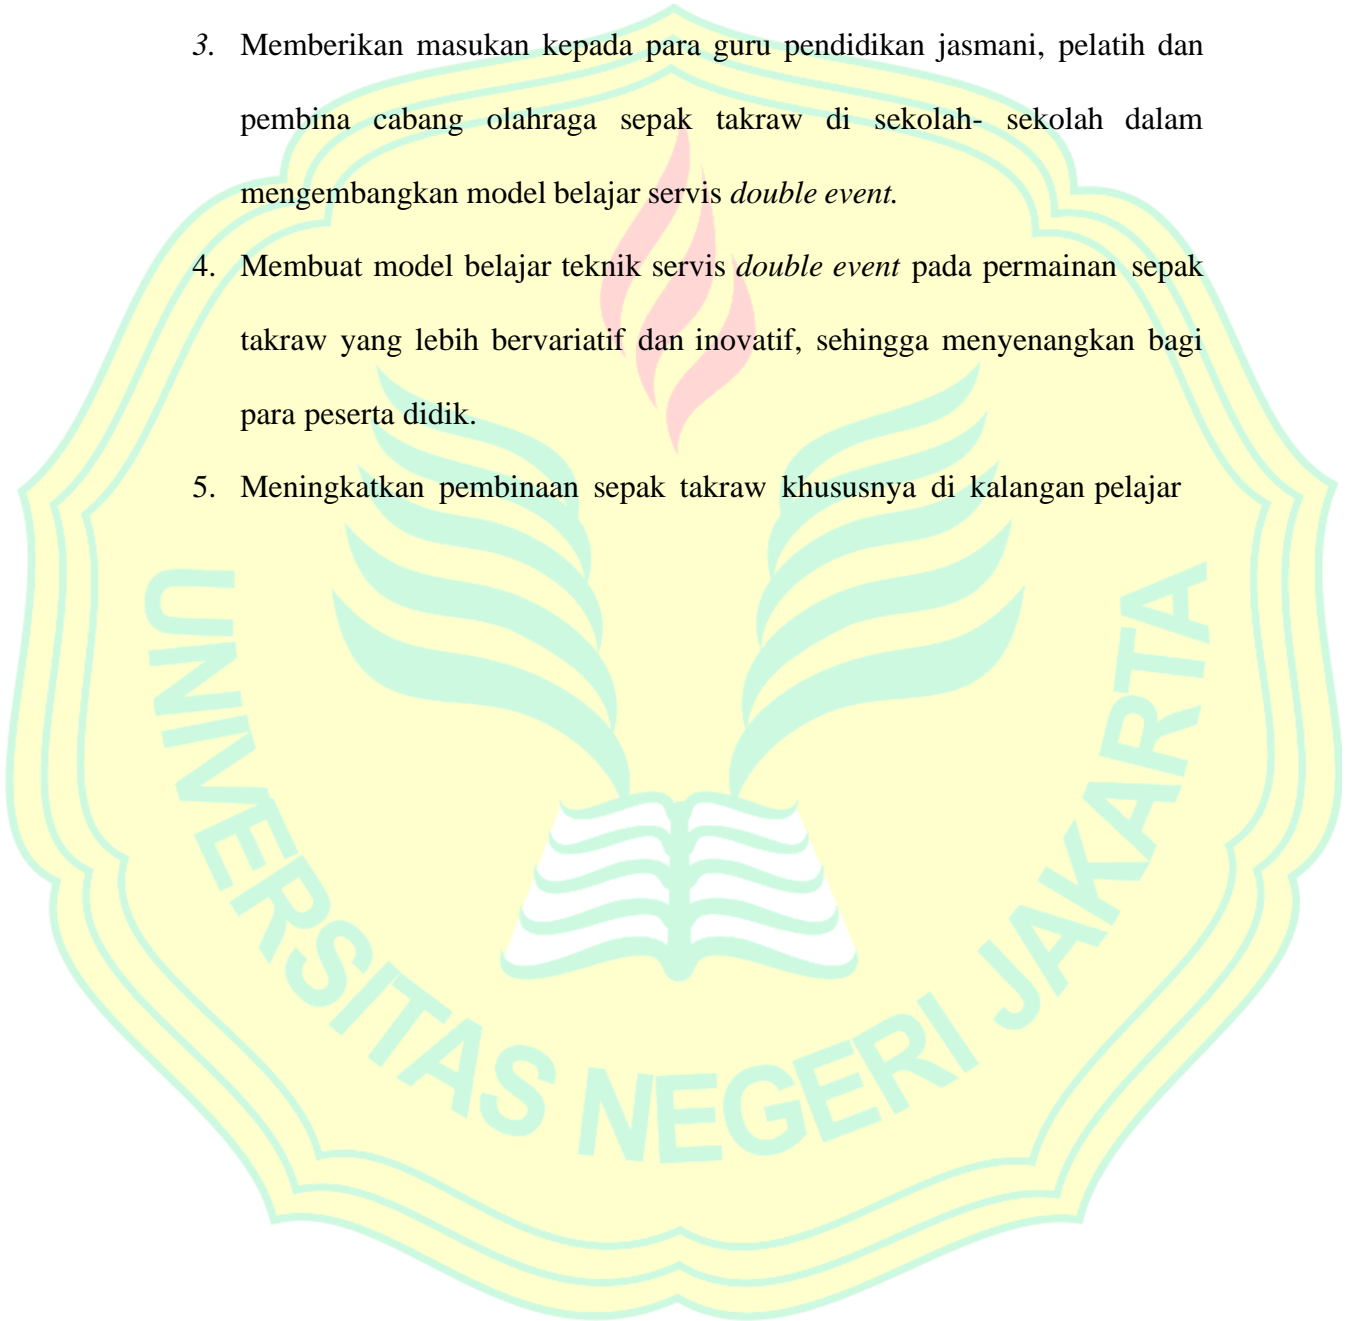 3. Memberikan masukan kepada para guru pendidikan jasmani, pelatih dan
pembina cabang olahraga sepak takraw di sekolah- sekolah dalam
mengembangkan model belajar servis double event.
4. Membuat model belajar teknik servis double event pada permainan sepak
takraw yang lebih bervariatif dan inovatif, sehingga menyenangkan bagi
para peserta didik.
5. Meningkatkan pembinaan sepak takraw khususnya di kalangan pelajar
UNIVERSITAS NEGERI JAKARTA